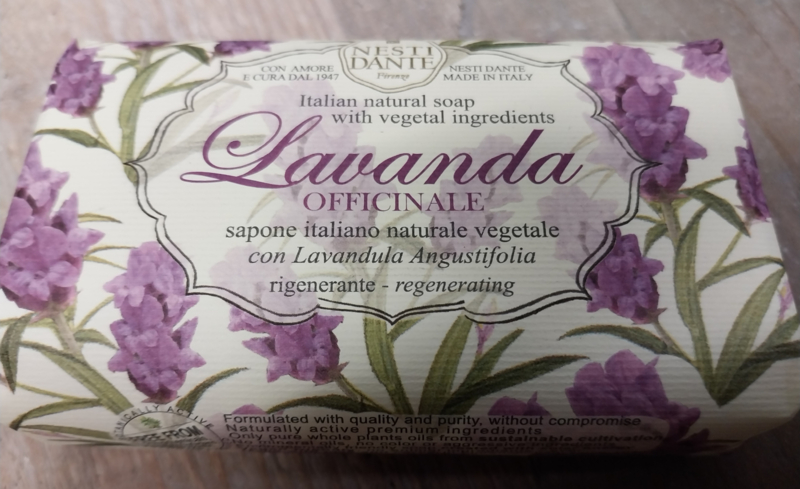 NESTI
DANTE
Firenze
CON AMORE
E CURA DAL 1947
NESTI DANTE
MADE IN ITALY
Italian natural soap
with vegetal ingredients
Lavanda
OFFICINALE
sapone italiano naturale vegetale
con Lavandula Angustifolia
rigenerante - regenerating
Formulated with quality and purity, without compromise
Naturally active premium ingredients
Only pure whole plants oils from sustainable cultivation
FREE FROM